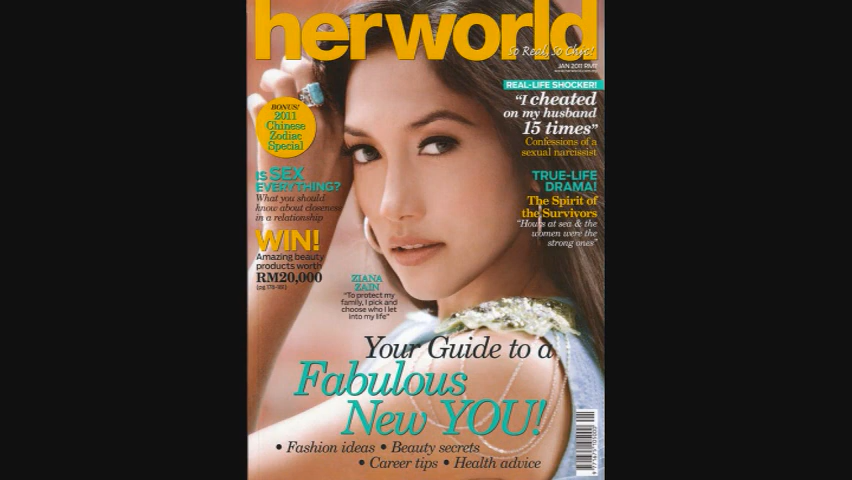 herworld
So Real, So Chic!
JAN 2011 RM8
REAL-LIFE SHOCKER!
"I cheated
on my husband
15 times"
Confessions of a
sexual narcissist
BONUS!
2011
Chinese
Zodiac
Special
IS SEX
EVERYTHING?
What you should
know about closeness
in a relationship
TRUE-LIFE
DRAMA!
The Spirit of
the Survivors
"Hours at sea & the
women were the
strong ones"
WIN!
Amazing beauty
products worth
RM20,000
ZIANA
ZAIN
"To protect my
family, I pick and
choose who I let
into my life"
Your Guide to a
Fabulous
New YOU!
• Fashion ideas • Beauty secrets
• Career tips • Health advice